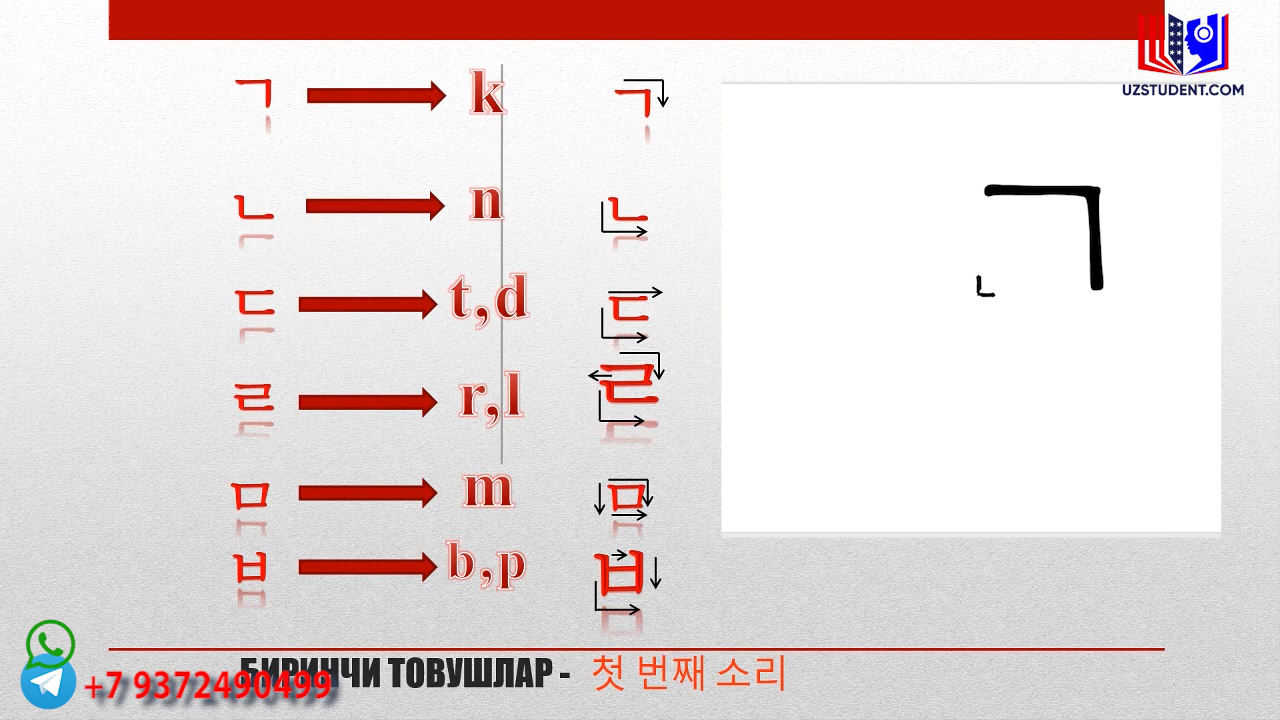 UZSTUDENT.COM
ㄱ k ㄱ
ㄴ n ㄴ
ㄷ t,d ㄷ
ㄹ r,l ㄹ
ㅁ m ㅁ
ㅂ b,p ㅂ
ㄱ
ㄴ
БИРИНЧИ ТОВУШЛАР - 첫 번째 소리
+7 9372490499